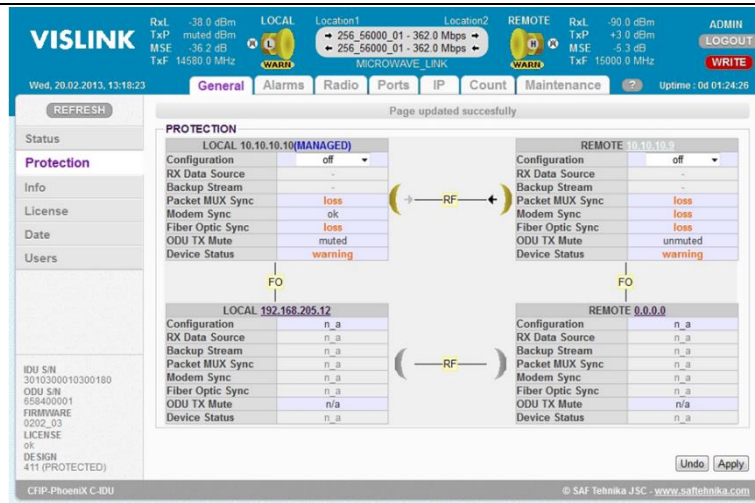 VISLINK
RxL -38.0 dBm
TxP muted dBm
MSE -36.2 dB
TxF 14580.0 MHz
LOCAL
L
WARN
Location1 Location2
→ 256_56000_01 - 362.0 Mbps →
← 256_56000_01 - 362.0 Mbps ←
MICROWAVE_LINK
REMOTE
H
WARN
RxL -90.0 dBm
TxP +3.0 dBm
MSE -5.3 dB
TxF 15000.0 MHz
ADMIN
LOGOUT
WRITE
Wed, 20.02.2013, 13:18:23
General Alarms Radio Ports IP Count Maintenance ? Uptime : 0d 01:24:26
REFRESH
Page updated succesfully
Status
Protection
Info
License
Date
Users
PROTECTION
LOCAL 10.10.10.10(MANAGED)
Configuration off
RX Data Source -
Backup Stream -
Packet MUX Sync loss
Modem Sync ok
Fiber Optic Sync loss
ODU TX Mute muted
Device Status warning
RF
REMOTE 10.10.10.9
Configuration off
RX Data Source -
Backup Stream -
Packet MUX Sync loss
Modem Sync loss
Fiber Optic Sync loss
ODU TX Mute unmuted
Device Status warning
FO
FO
LOCAL 192.168.205.12
Configuration n_a
RX Data Source n_a
Backup Stream n_a
Packet MUX Sync n_a
Modem Sync n_a
Fiber Optic Sync n_a
ODU TX Mute n/a
Device Status n_a
RF
REMOTE 0.0.0.0
Configuration n_a
RX Data Source n_a
Backup Stream n_a
Packet MUX Sync n_a
Modem Sync n_a
Fiber Optic Sync n_a
ODU TX Mute n/a
Device Status n_a
IDU S/N
3010300010300180
ODU S/N
658400001
FIRMWARE
0202_03
LICENSE
ok
DESIGN
411 (PROTECTED)
Undo Apply
CFIP-PhoeniX C-IDU
© SAF Tehnika JSC - www.saftehnika.com